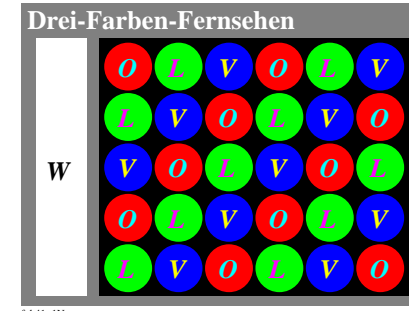 Drei-Farben-Fernsehen
O L V O L V
L V O L V O
W
V O L V O L
O L V O L V
L V O L V O